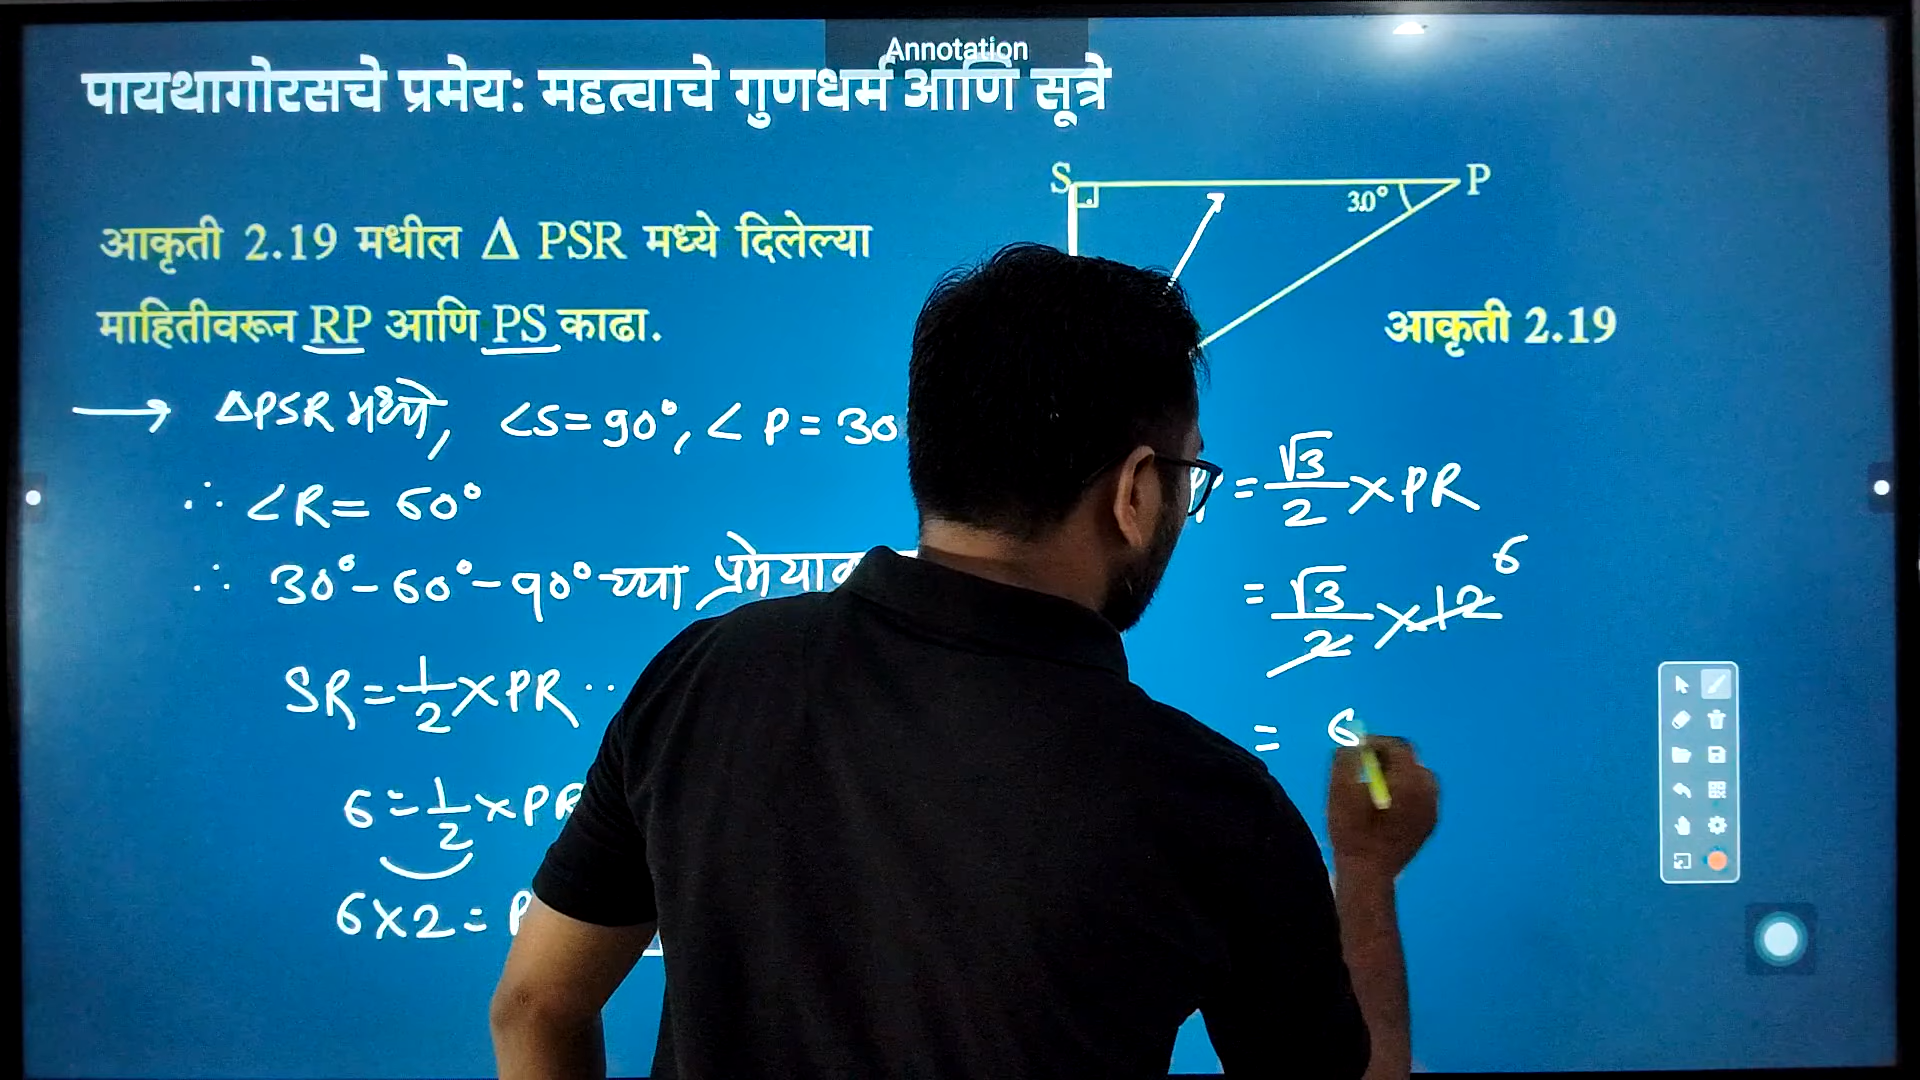 Annotation
पायथागोरसचे प्रमेय: महत्वाचे गुणधर्म आणि सूत्रे
S
P
30°
आकृती 2.19 मधील Δ PSR मध्ये दिलेल्या
माहितीवरून RP आणि PS काढा.
आकृती 2.19
→ ΔPSR मध्ये, ∠S=90°, ∠P=30
∴ ∠R= 60°
∴ 30°-60°-90° च्या
SR=1/2×PR ..
6=1/2×PR
6×2=
=√3/2×PR
=√3/2×12 6
= 6